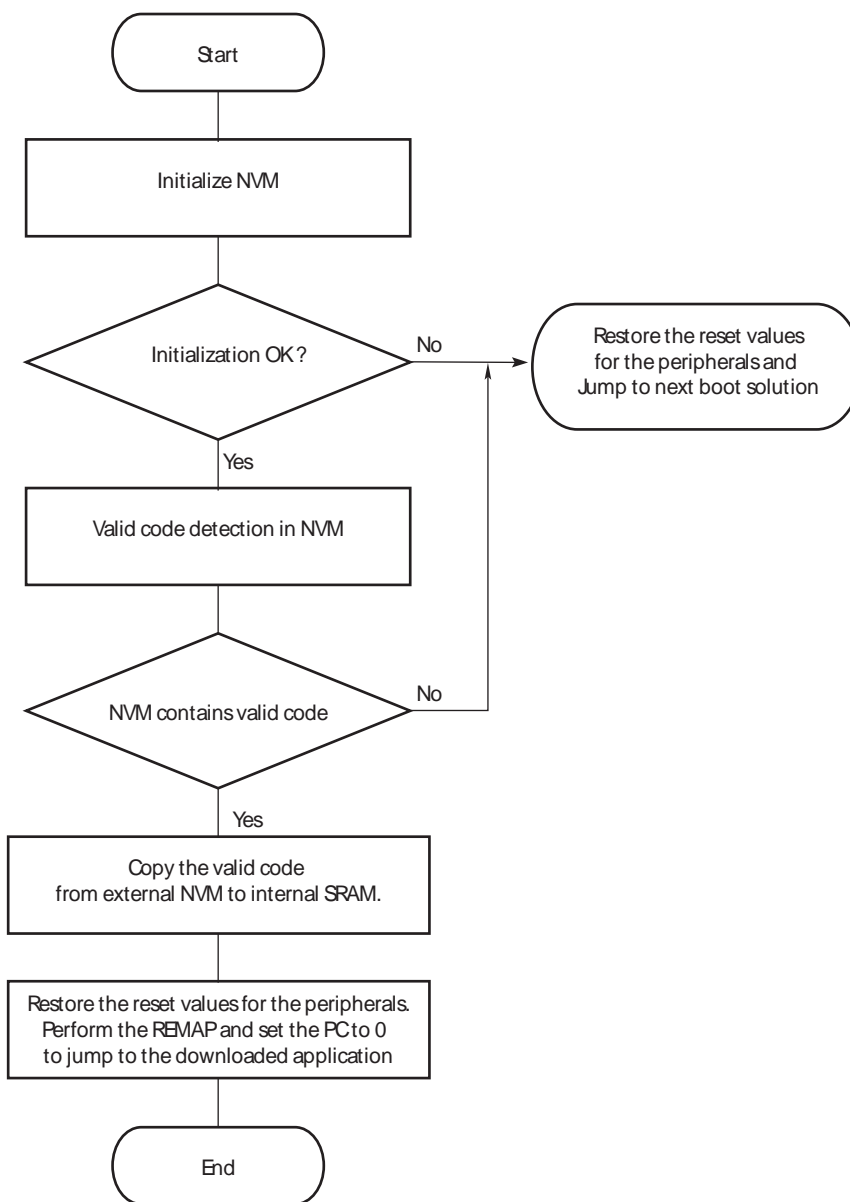 Start
Initialize NVM
Initialization OK ?
No
Restore the reset values
for the peripherals and
Jump to next boot solution
Yes
Valid code detection in NVM
NVM contains valid code
No
Yes
Copy the valid code
from external NVM to internal SRAM.
Restore the reset values for the peripherals.
Perform the REMAP and set the PC to 0
to jump to the downloaded application
End